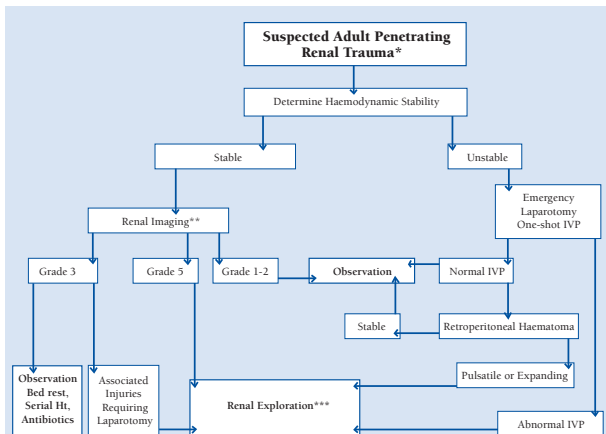 Suspected Adult Penetrating
Renal Trauma*
Determine Haemodynamic Stability
Stable
Unstable
Emergency
Laparotomy
One-shot IVP
Renal Imaging**
Grade 3
Grade 5
Grade 1-2
Observation
Normal IVP
Stable
Retroperitoneal Haematoma
Observation
Bed rest,
Serial Ht,
Antibiotics
Associated
Injuries
Requiring
Laparotomy
Renal Exploration***
Pulsatile or Expanding
Abnormal IVP